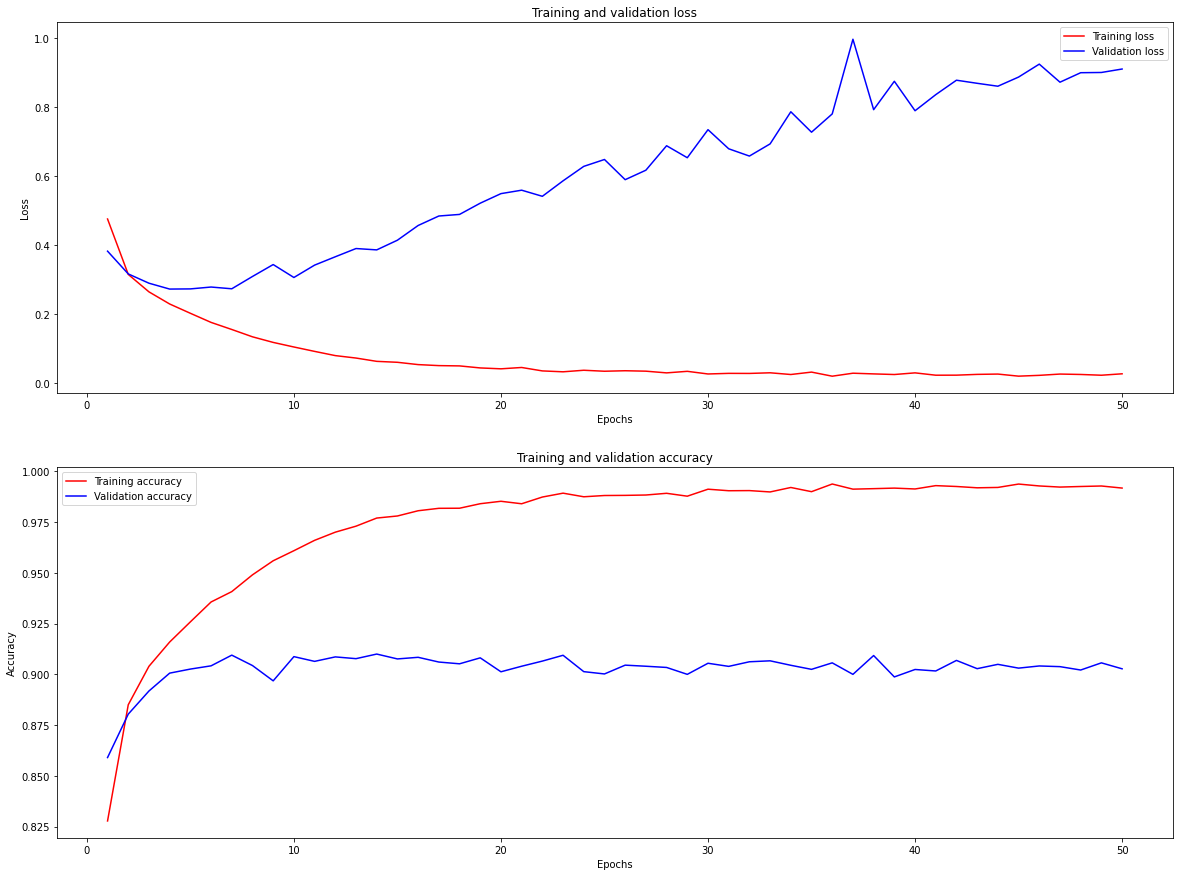 Training and validation loss
Training loss
Validation loss
1.0
0.8
0.6
0.4
0.2
0.0
Loss
0 10 20 30 40 50
Epochs
Training and validation accuracy
Training accuracy
Validation accuracy
1.000
0.975
0.950
0.925
0.900
0.875
0.850
0.825
Accuracy
0 10 20 30 40 50
Epochs